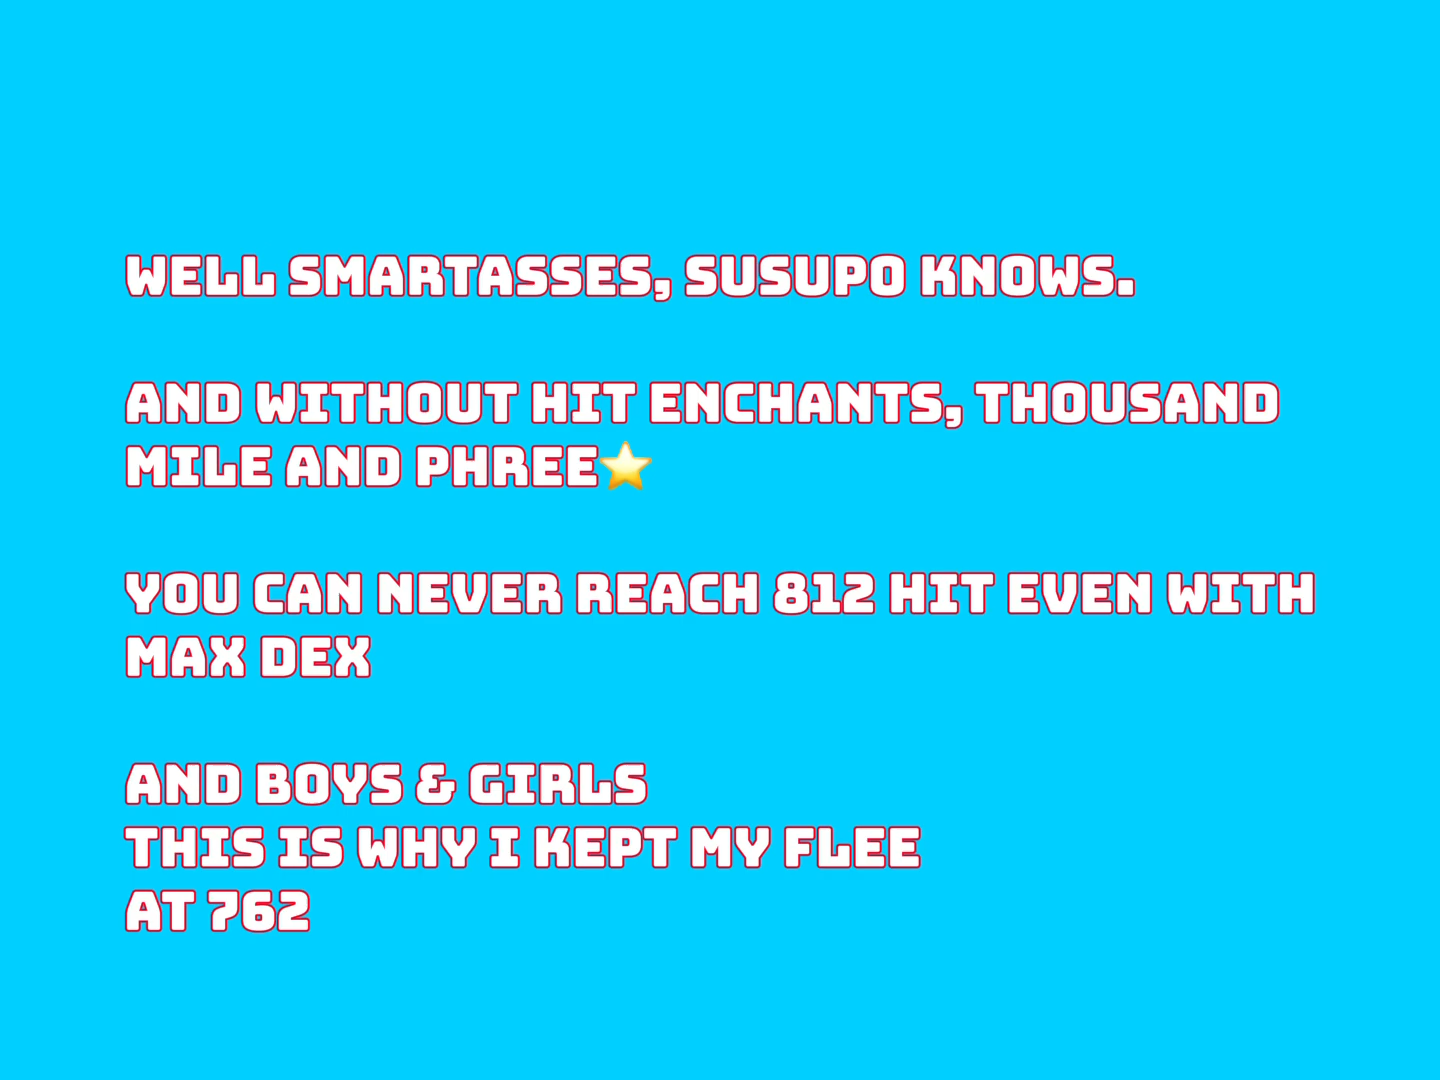 WELL SMARTASSES, SUSUPO KNOWS.
AND WITHOUT HIT ENCHANTS, THOUSAND
MILE AND PHREE⭐
YOU CAN NEVER REACH 812 HIT EVEN WITH
MAX DEX
AND BOYS & GIRLS
THIS IS WHY I KEPT MY FLEE
AT 762